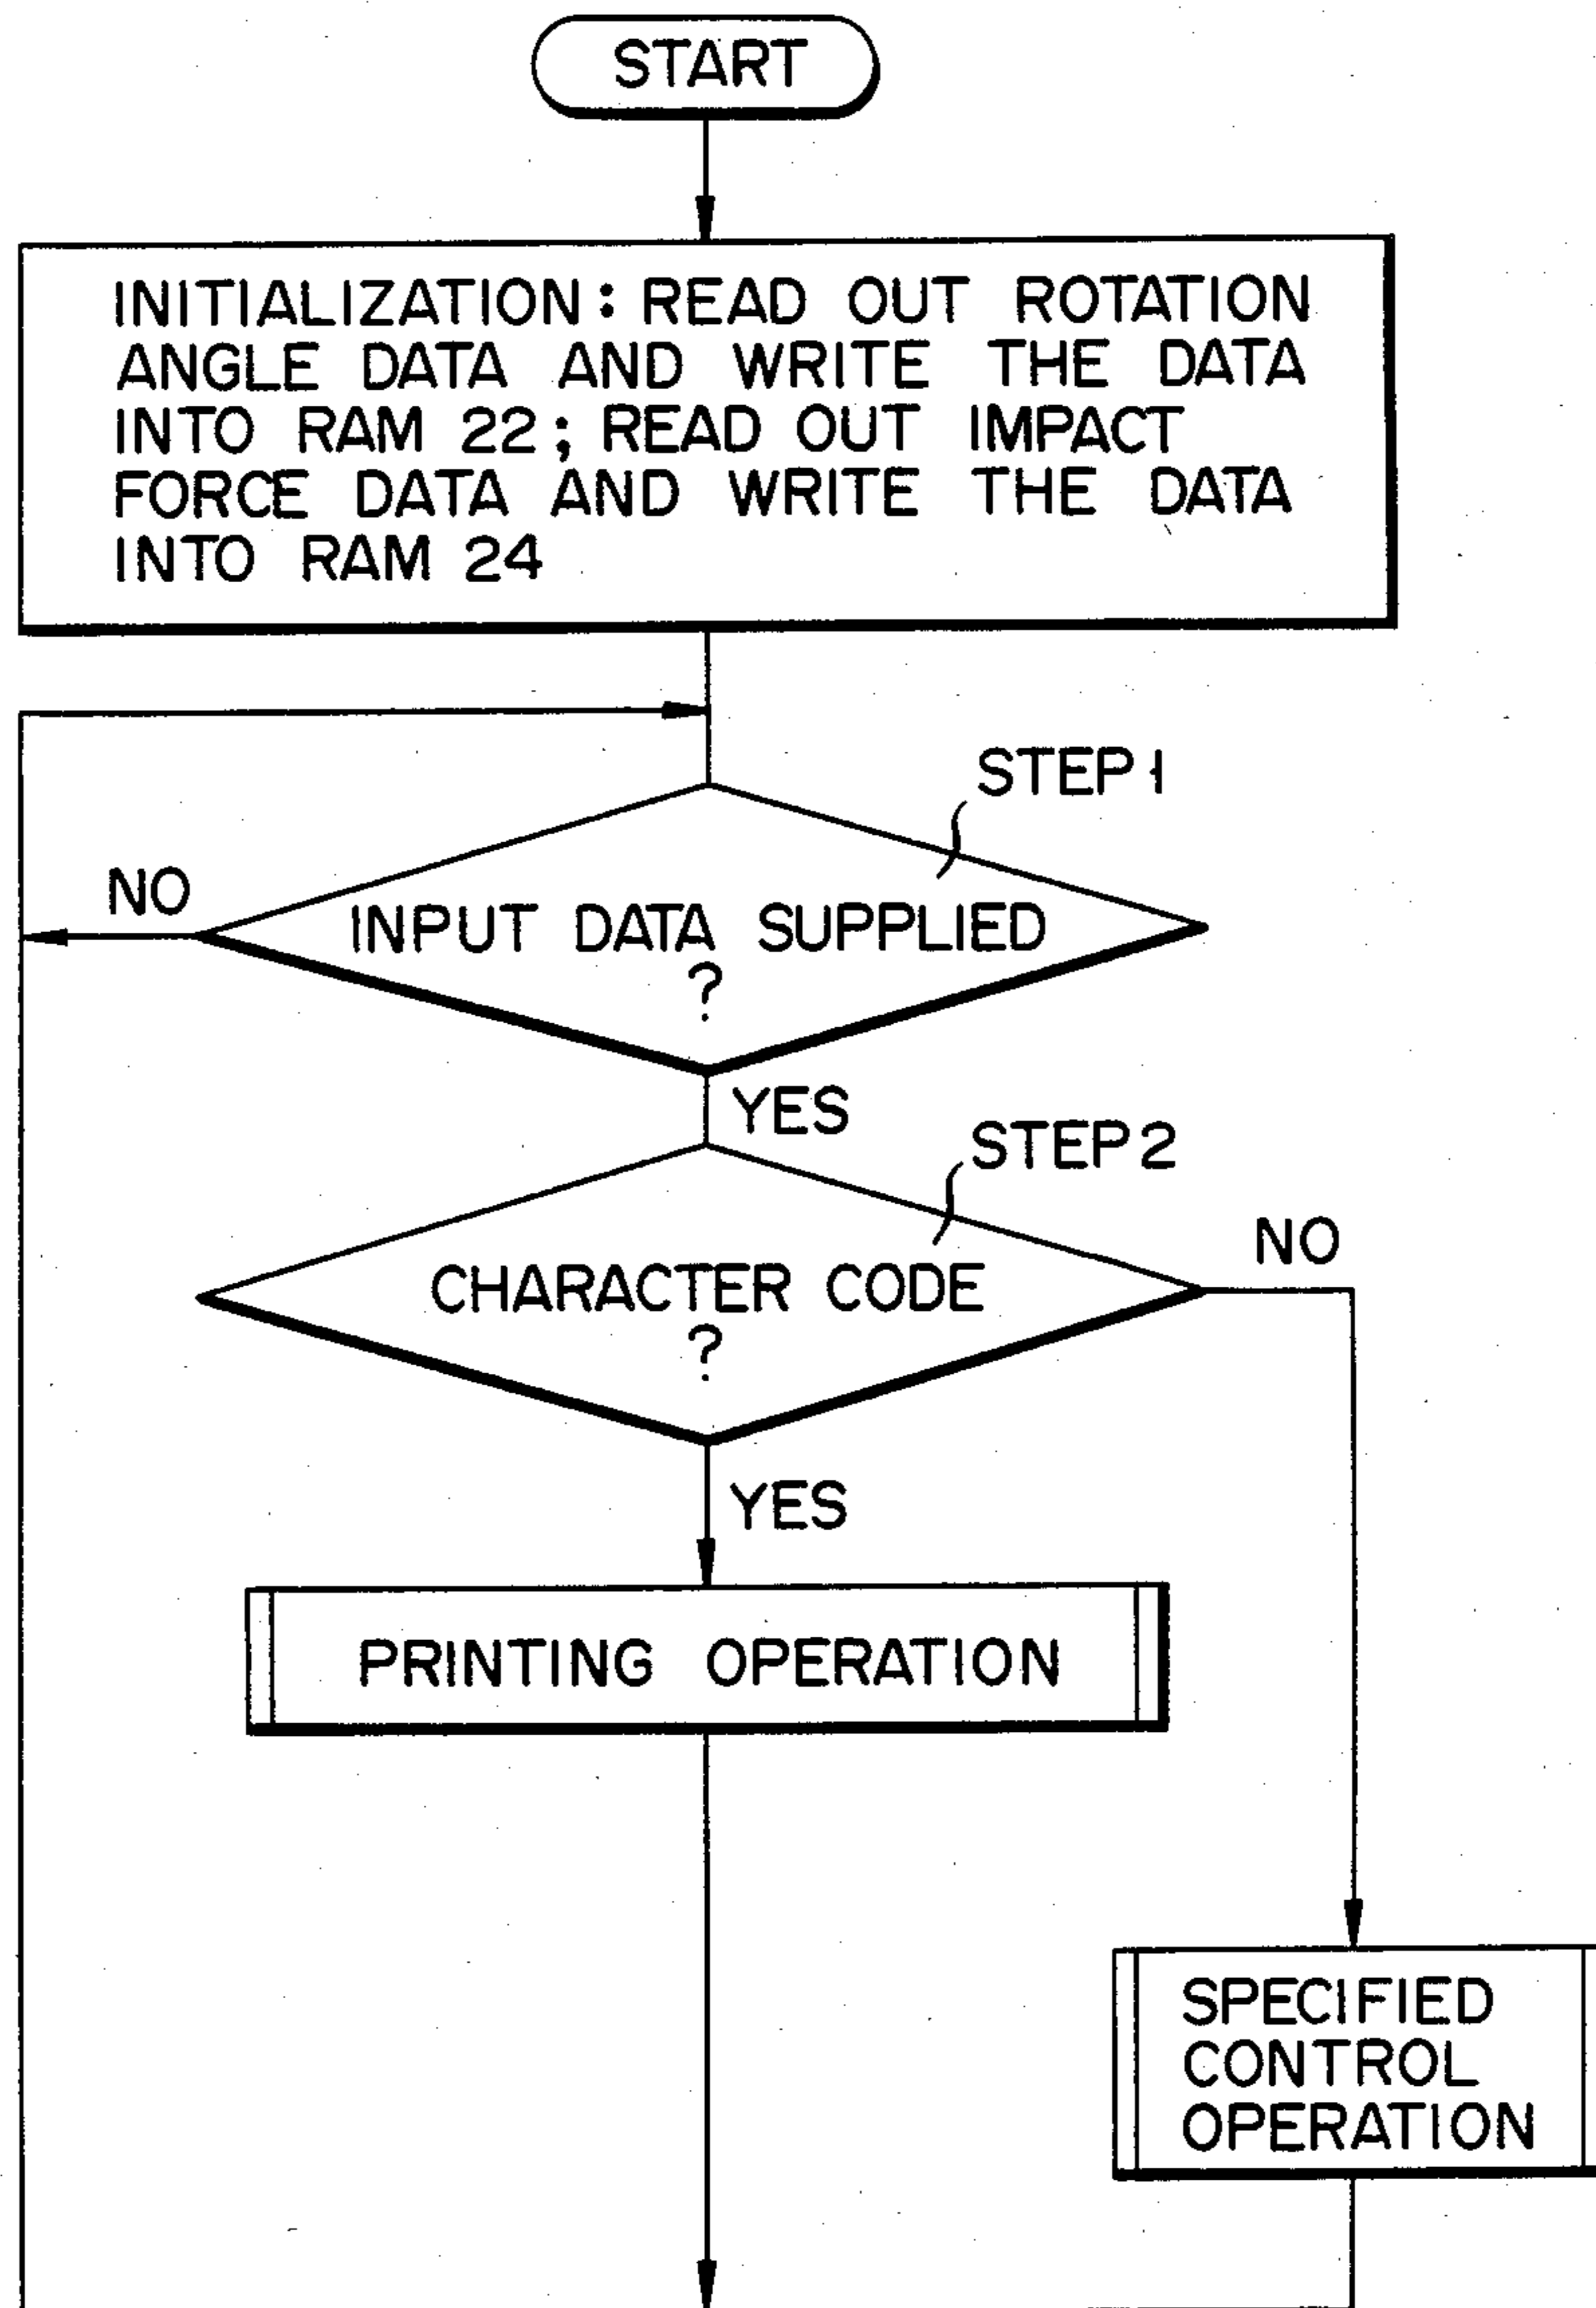 START
INITIALIZATION: READ OUT ROTATION
ANGLE DATA AND WRITE THE DATA
INTO RAM 22; READ OUT IMPACT
FORCE DATA AND WRITE THE DATA
INTO RAM 24
STEP 1
NO
INPUT DATA SUPPLIED
?
YES
STEP 2
NO
CHARACTER CODE
?
YES
PRINTING OPERATION
SPECIFIED
CONTROL
OPERATION